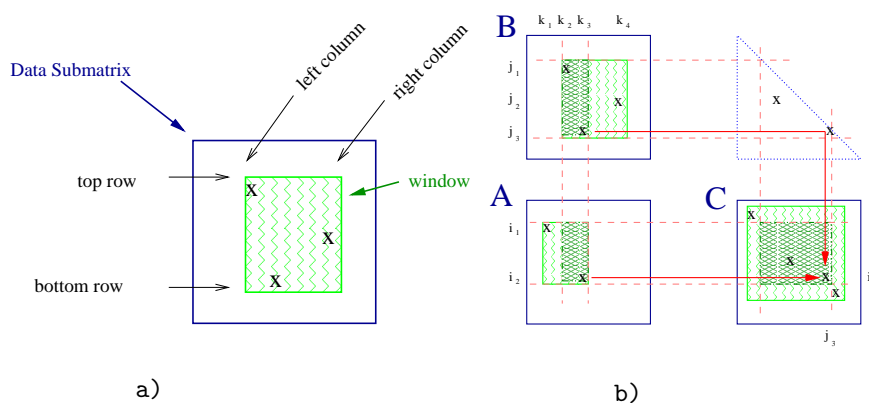 left column
right column
Data Submatrix
top row
bottom row
window
x
x
x
a)
B
k1 k2 k3 k4
j1
j2
j3
x
x
x
x
x
A
i1
i2
x
x
C
x
x
x
x
i
j3
b)